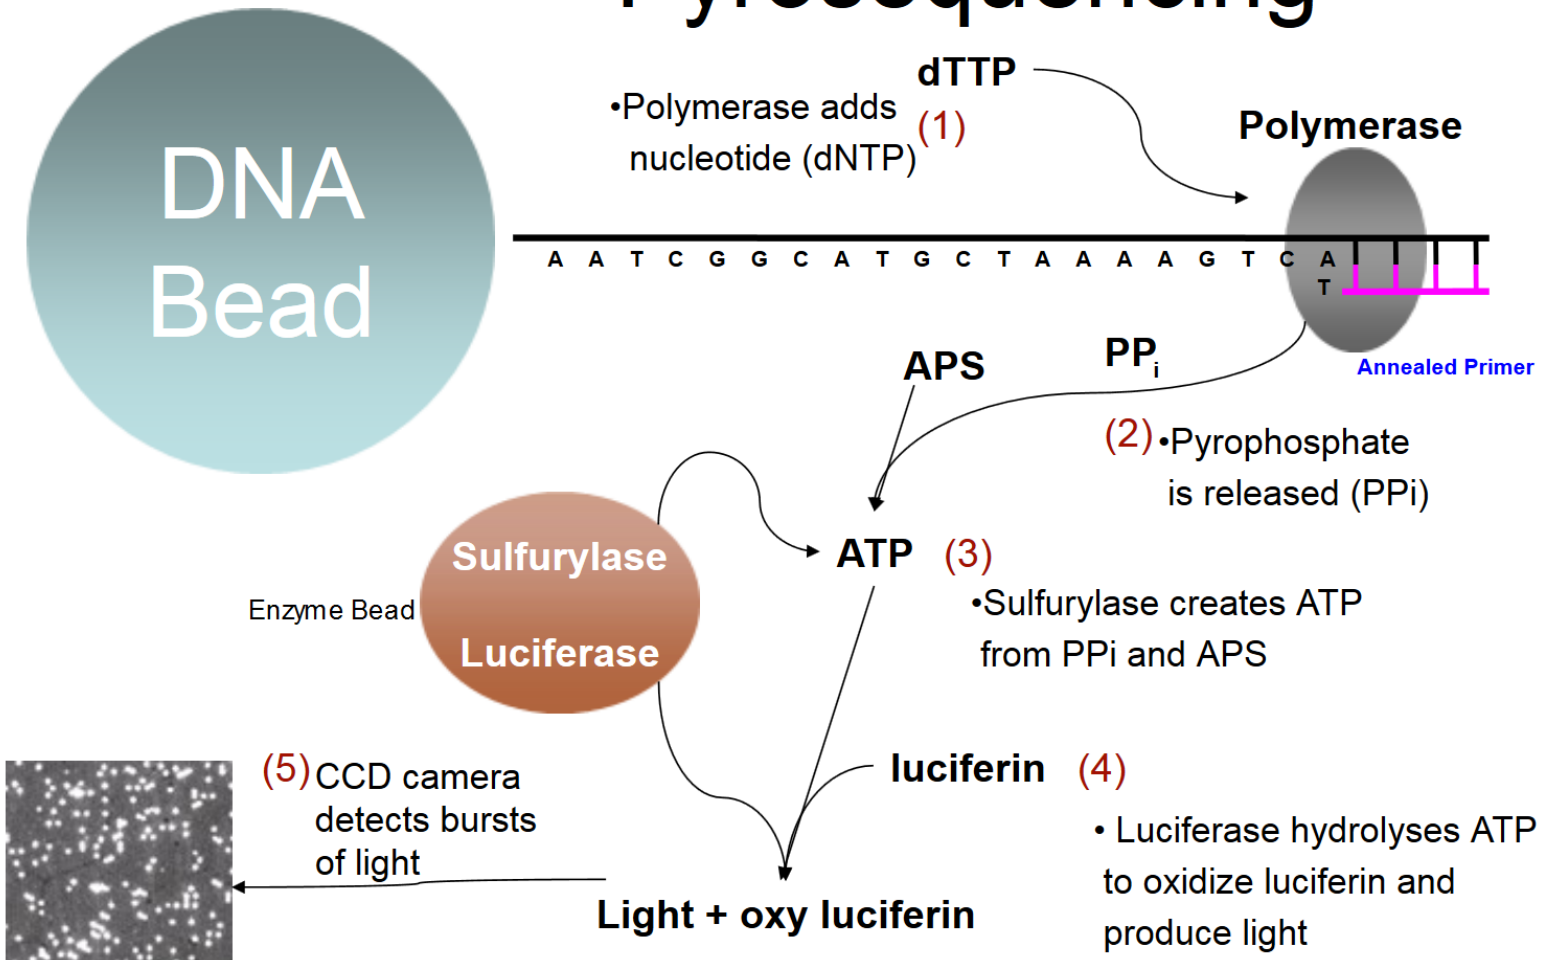 Pyrosequencing
DNA
Bead
dTTP
•Polymerase adds
nucleotide (dNTP)
(1)
Polymerase
A A T C G G C A T G C T A A A A G T C A
T
Annealed Primer
APS
PPi
(2) •Pyrophosphate
is released (PPi)
Sulfurylase
Luciferase
Enzyme Bead
ATP (3)
•Sulfurylase creates ATP
from PPi and APS
(5) CCD camera
detects bursts
of light
luciferin (4)
• Luciferase hydrolyses ATP
to oxidize luciferin and
produce light
Light + oxy luciferin